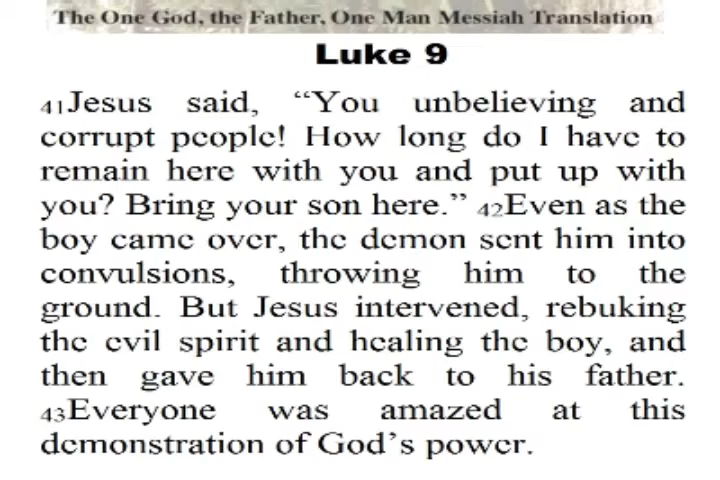 The One God, the Father, One Man Messiah Translation
Luke 9
41Jesus said, “You unbelieving and
corrupt people! How long do I have to
remain here with you and put up with
you? Bring your son here.” 42Even as the
boy came over, the demon sent him into
convulsions, throwing him to the
ground. But Jesus intervened, rebuking
the evil spirit and healing the boy, and
then gave him back to his father.
43Everyone was amazed at this
demonstration of God’s power.